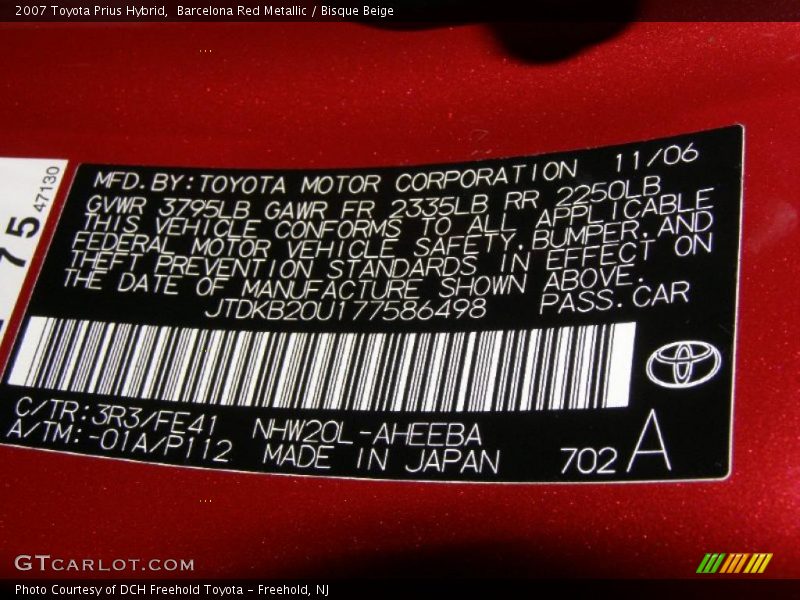 2007 Toyota Prius Hybrid,  Barcelona Red Metallic / Bisque Beige
75
47130
MFD. BY: TOYOTA MOTOR CORPORATION 11/06
GVWR 3795LB GAWR FR 2335LB RR 2250LB
THIS VEHICLE CONFORMS TO ALL APPLICABLE
FEDERAL MOTOR VEHICLE SAFETY, BUMPER, AND
THEFT PREVENTION STANDARDS IN EFFECT ON
THE DATE OF MANUFACTURE SHOWN ABOVE.
JTDKB20U177586498 PASS. CAR
C/TR: 3R3/FE41 NHW20L-AHEEBA
A/TM: -01A/P112 MADE IN JAPAN 702 A
GTCARLOT.COM
Photo Courtesy of DCH Freehold Toyota - Freehold, NJ